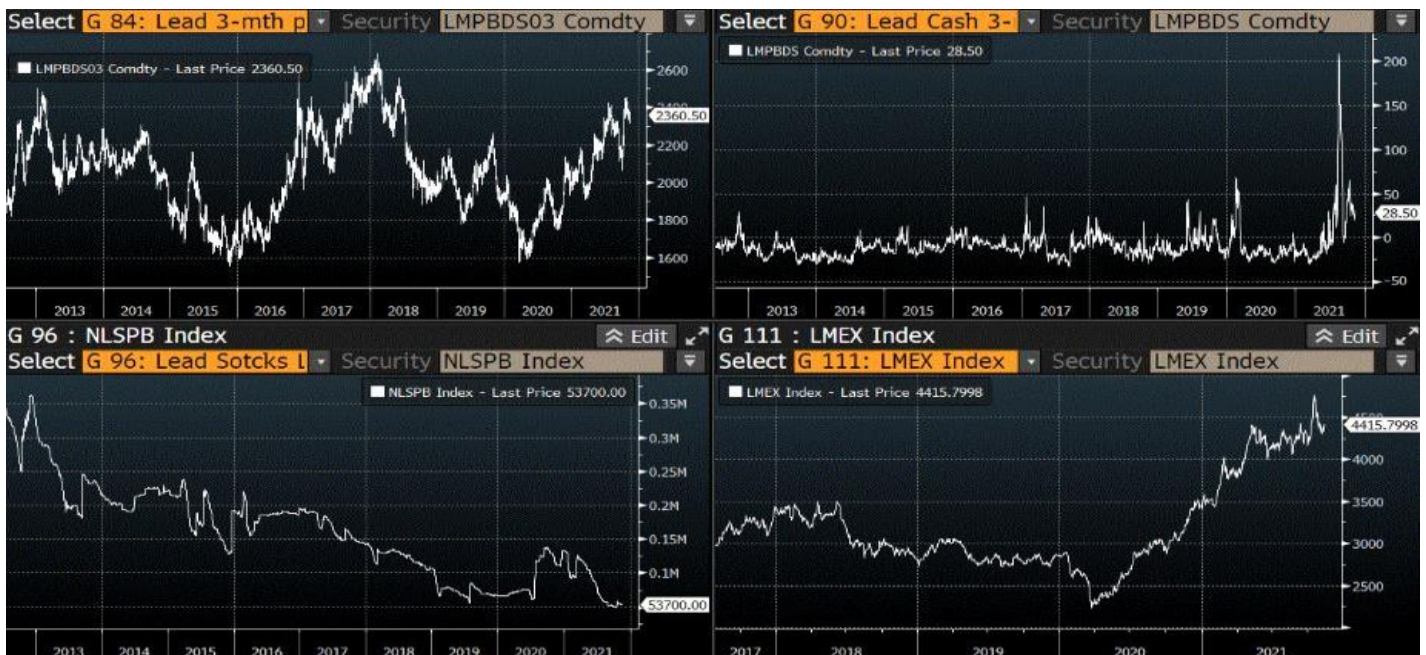 Select G 84: Lead 3-mth p Security LMPBDS03 Comdty
LMPBDS03 Comdty - Last Price 2360.50
2600
2400
2360.50
2200
2000
1800
1600
2013 2014 2015 2016 2017 2018 2019 2020 2021
Select G 90: Lead Cash 3- Security LMPBDS Comdty
LMPBDS Comdty - Last Price 28.50
200
150
100
50
28.50
0
-50
2013 2014 2015 2016 2017 2018 2019 2020 2021
G 96 : NLSPB Index Edit
Select G 96: Lead Sotcks L Security NLSPB Index
NLSPB Index - Last Price 53700.00
0.35M
0.3M
0.25M
0.2M
0.15M
0.1M
53700.00
2013 2014 2015 2016 2017 2018 2019 2020 2021
G 111 : LMEX Index Edit
Select G 111: LMEX Index Security LMEX Index
LMEX Index - Last Price 4415.7998
4500
4415.7998
4000
3500
3000
2500
2017 2018 2019 2020 2021